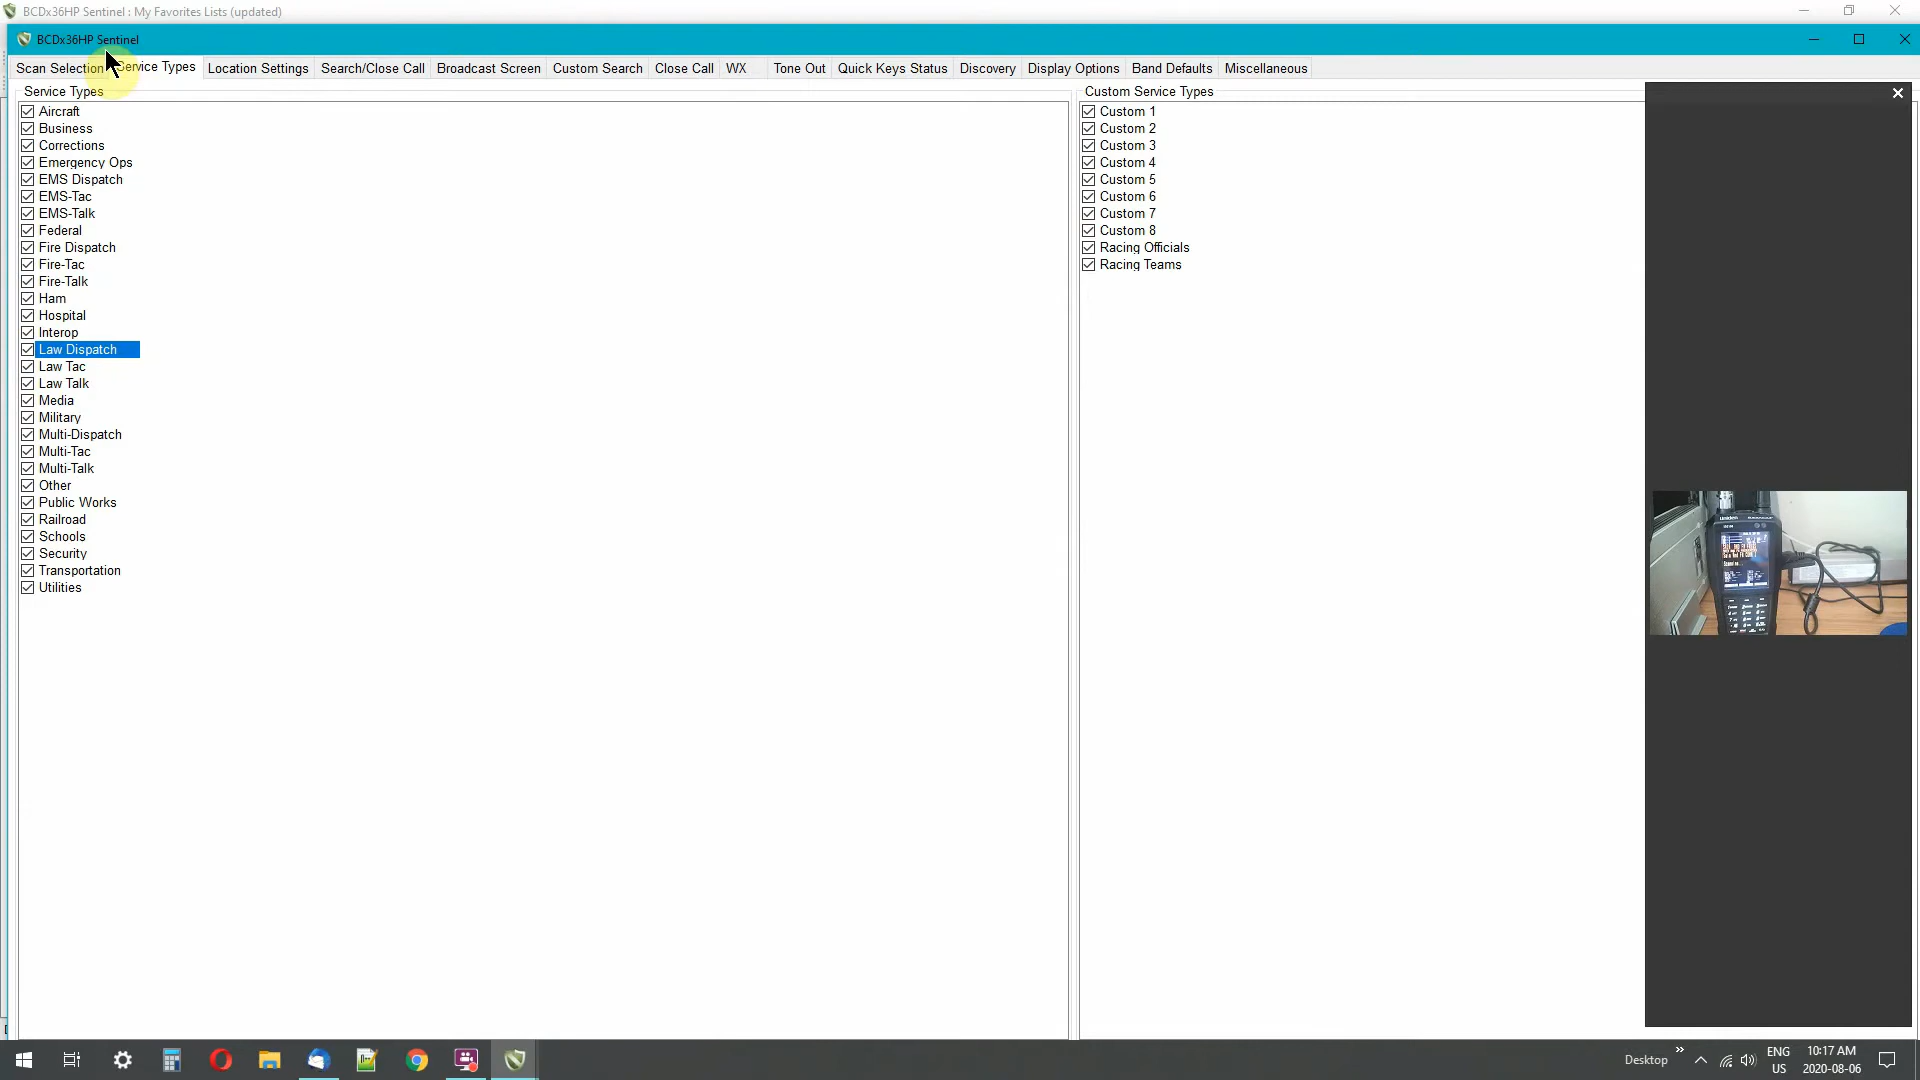 BCDx36HP Sentinel : My Favorites Lists (updated)
BCDx36HP Sentinel
Scan Selection Service Types Location Settings Search/Close Call Broadcast Screen Custom Search Close Call WX Tone Out Quick Keys Status Discovery Display Options Band Defaults Miscellaneous
Service Types
Aircraft
Business
Corrections
Emergency Ops
EMS Dispatch
EMS-Tac
EMS-Talk
Federal
Fire Dispatch
Fire-Tac
Fire-Talk
Ham
Hospital
Interop
Law Dispatch
Law Tac
Law Talk
Media
Military
Multi-Dispatch
Multi-Tac
Multi-Talk
Other
Public Works
Railroad
Schools
Security
Transportation
Utilities
Custom Service Types
Custom 1
Custom 2
Custom 3
Custom 4
Custom 5
Custom 6
Custom 7
Custom 8
Racing Officials
Racing Teams
Uniden
Desktop
ENG
US
10:17 AM
2020-08-06